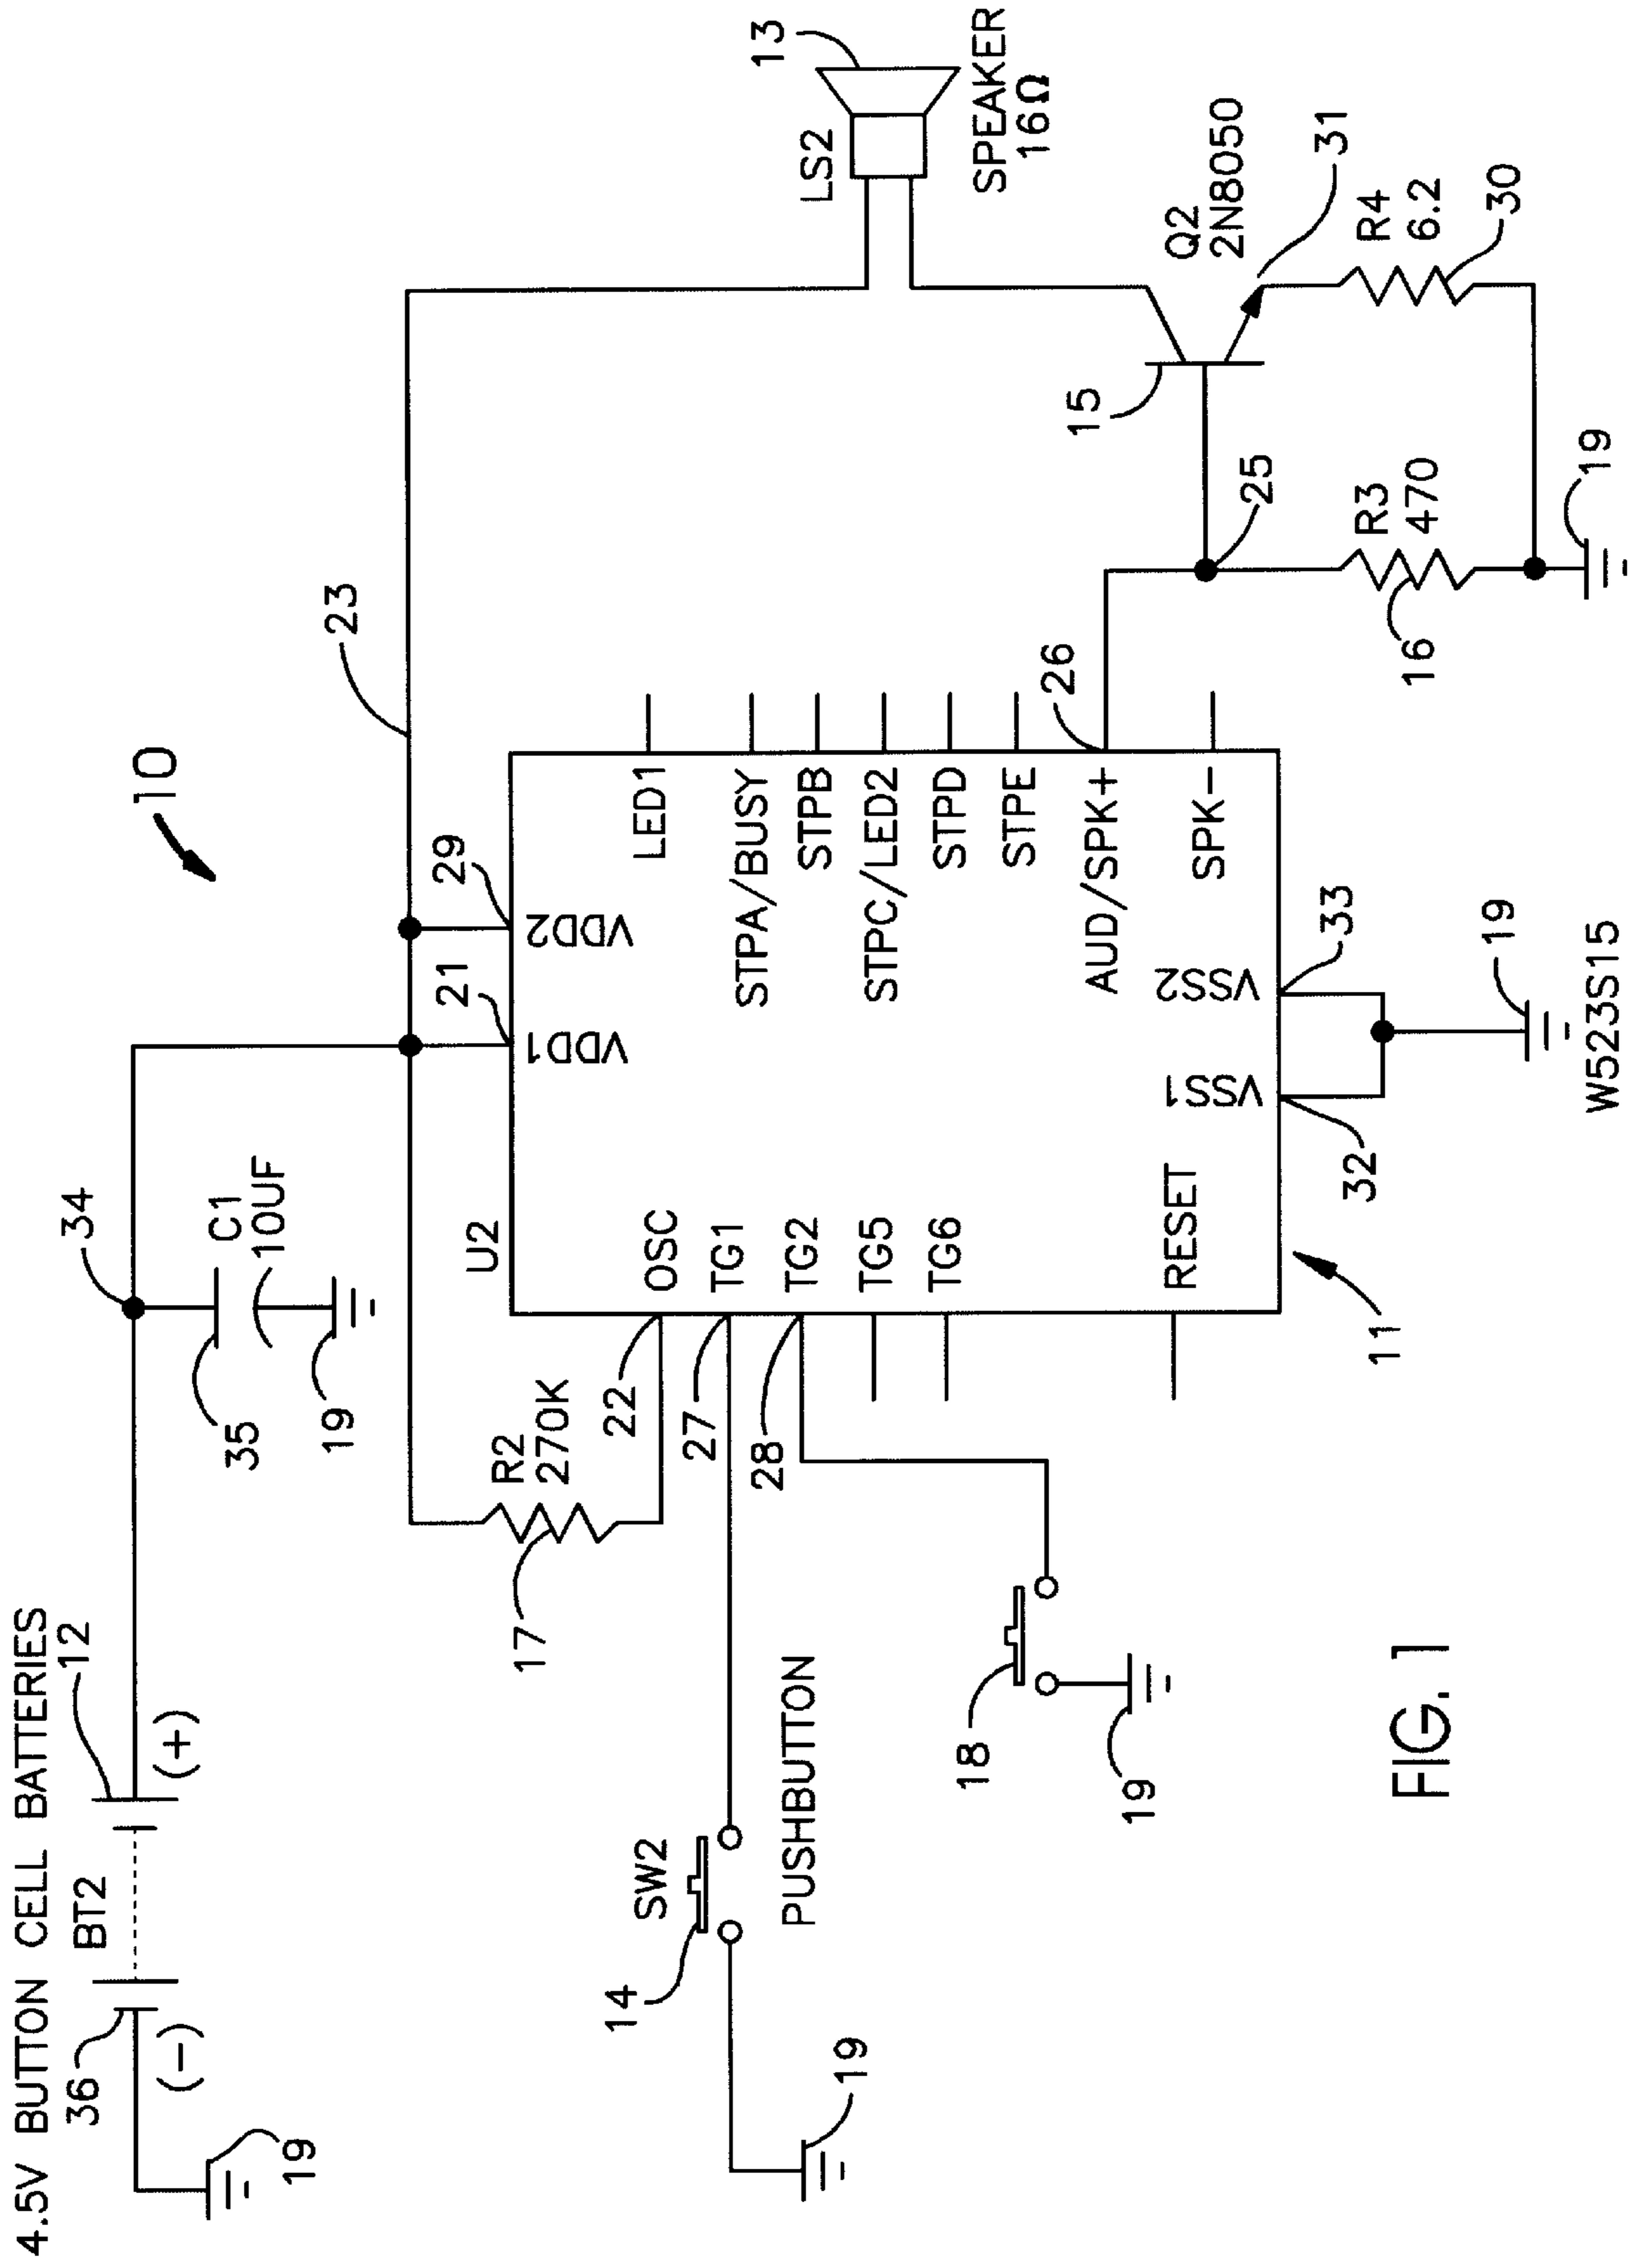 4.5V BUTTON CELL BATTERIES
BT2
12
36
(-)
(+)
19
34
C1
10UF
35
19
10
23
R2
270K
17
22
U2
21
29
VDD1
VDD2
OSC
TG1
TG2
TG5
TG6
RESET
LED1
STPA/BUSY
STPB
STPC/LED2
STPD
STPE
AUD/SPK+
SPK-
VSS1
VSS2
27
28
26
SW2
14
PUSHBUTTON
19
18
19
LS2
13
SPEAKER
16Ω
Q2
2N8050
15
31
25
R3
470
16
R4
6.2
30
19
32
33
19
11
W523S15
FIG. 1